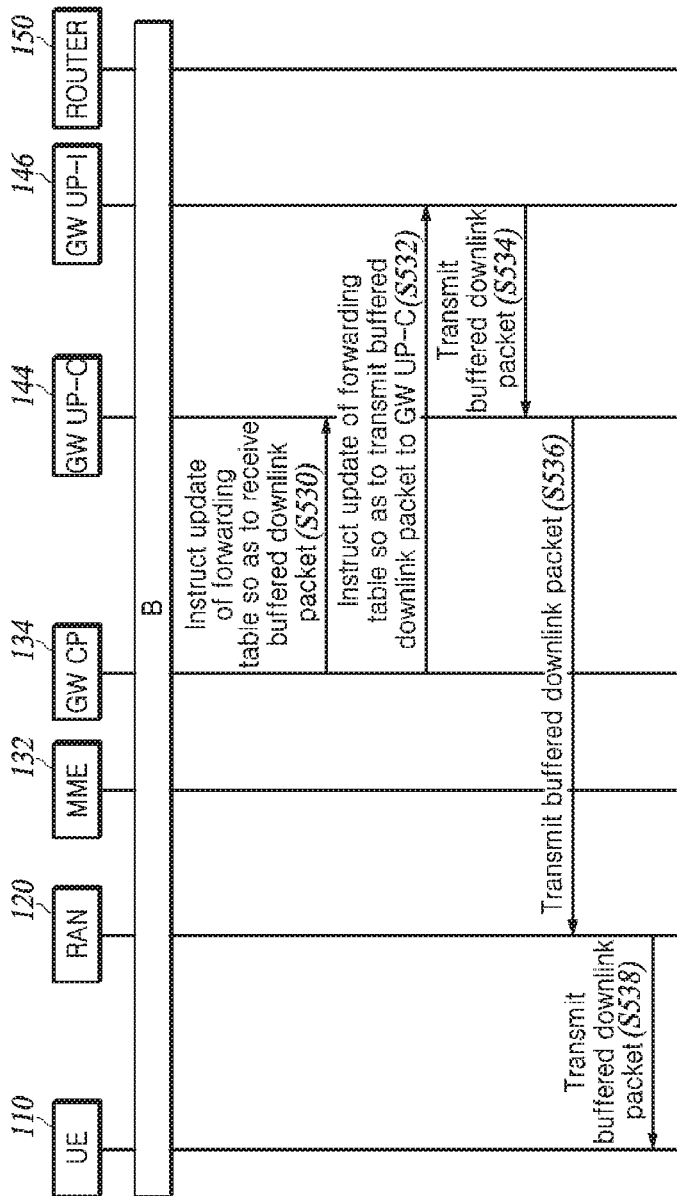 110
UE
120
RAN
132
MME
134
GW CP
144
GW UP-C
146
GW UP-I
150
ROUTER
B
Instruct update
of forwarding
table so as to receive
buffered downlink
packet (S530)
Instruct update of forwarding
table so as to transmit buffered
downlink packet to GW UP-C(S532)
Transmit
buffered downlink
packet (S534)
Transmit buffered downlink packet (S536)
Transmit
buffered downlink
packet (S538)